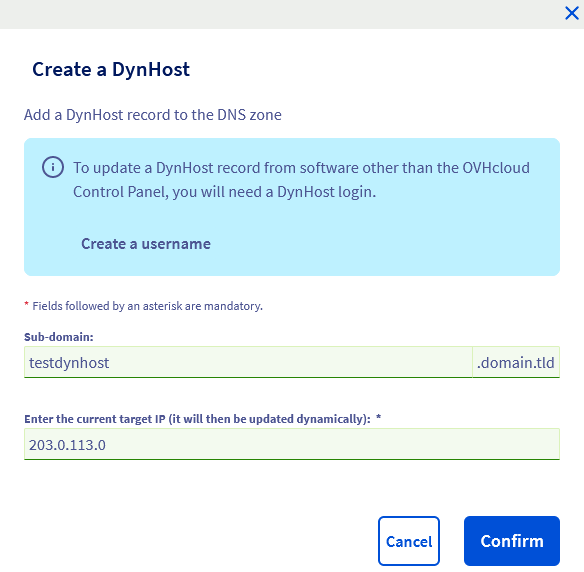 Create a DynHost
Add a DynHost record to the DNS zone
To update a DynHost record from software other than the OVHcloud
Control Panel, you will need a DynHost login.
Create a username
* Fields followed by an asterisk are mandatory.
Sub-domain:
testdynhost .domain.tld
Enter the current target IP (it will then be updated dynamically): *
203.0.113.0
Cancel Confirm